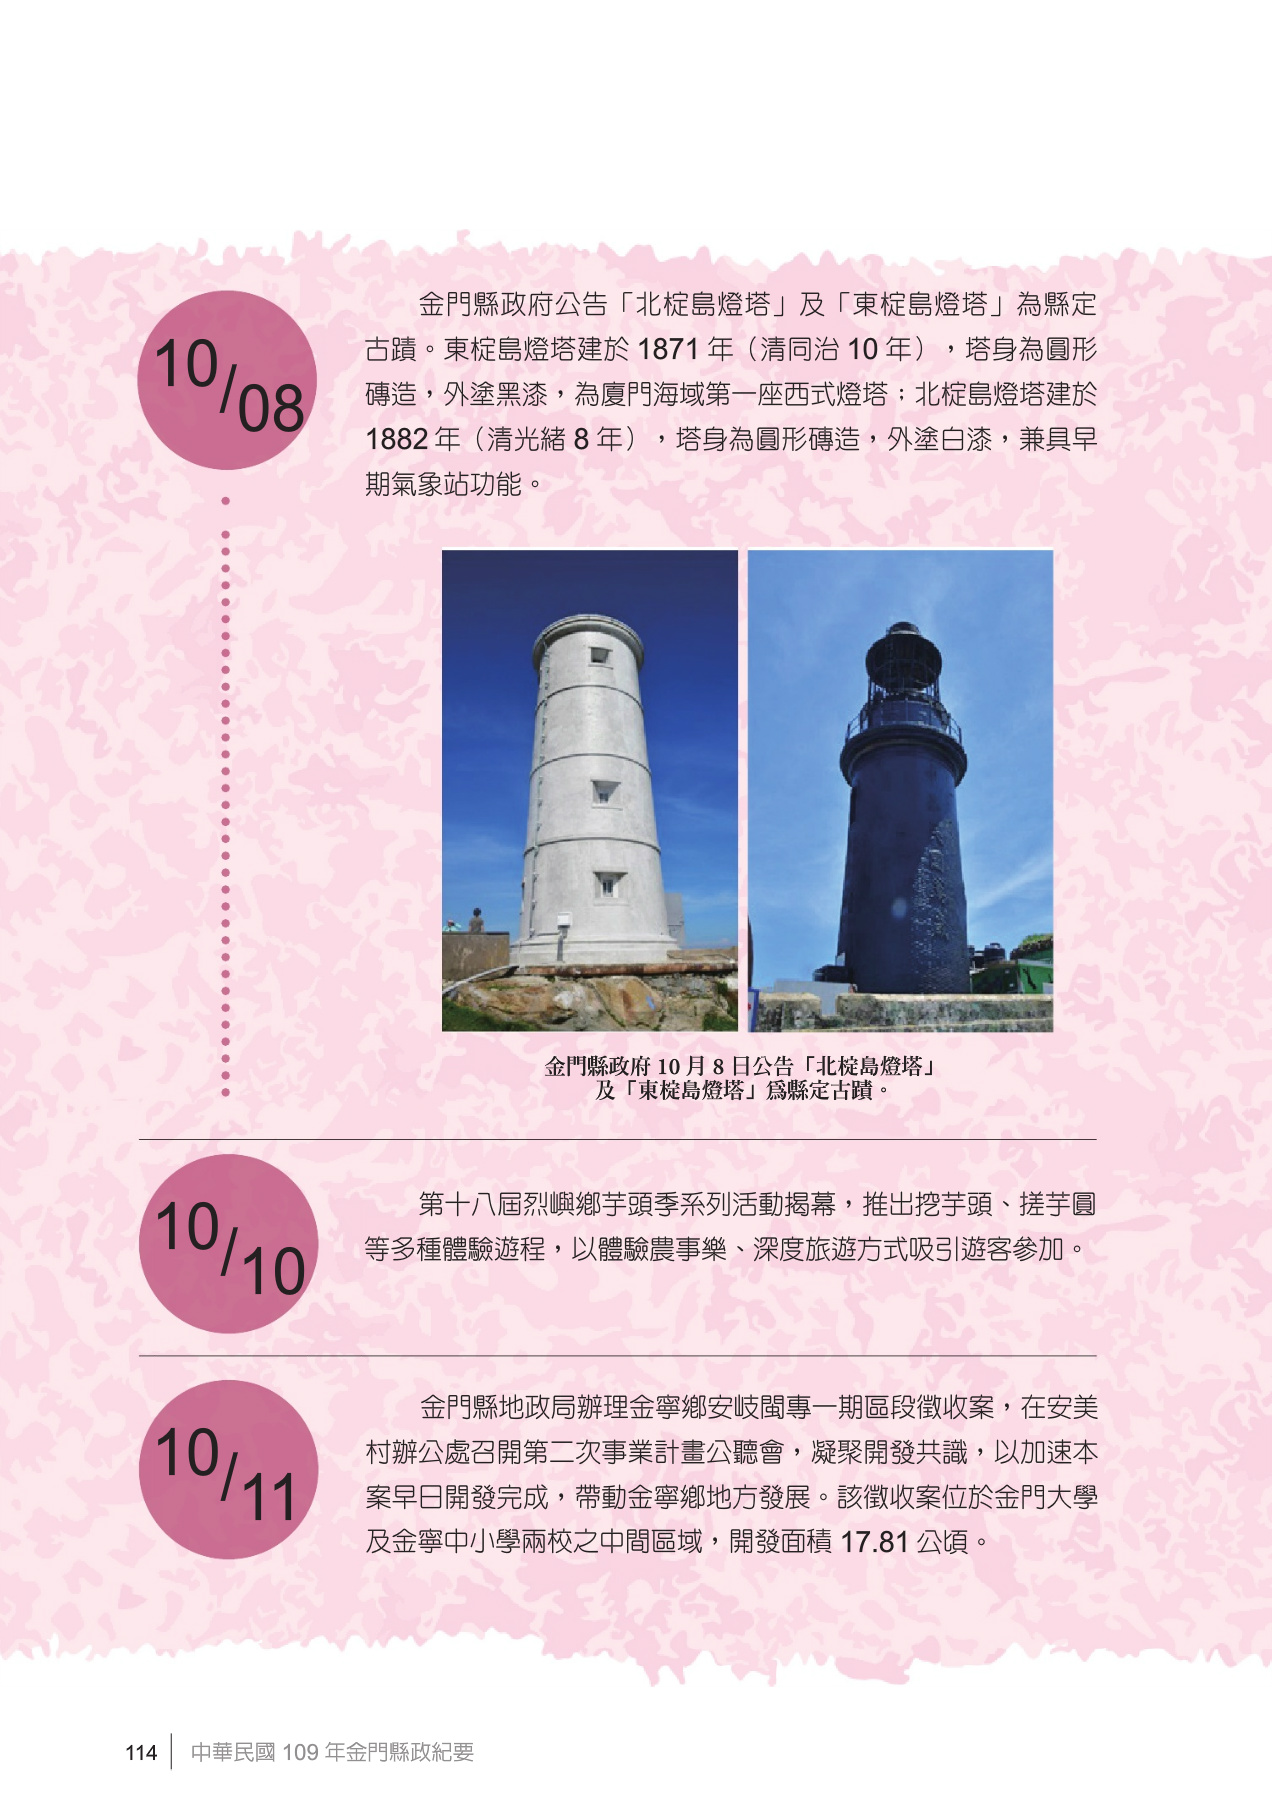 10/08
金門縣政府公告「北椗島燈塔」及「東椗島燈塔」為縣定
古蹟。東椗島燈塔建於 1871 年（清同治 10 年），塔身為圓形
磚造，外塗黑漆，為廈門海域第一座西式燈塔；北椗島燈塔建於
1882 年（清光緒 8 年），塔身為圓形磚造，外塗白漆，兼具早
期氣象站功能。
金門縣政府 10 月 8 日公告「北椗島燈塔」
及「東椗島燈塔」為縣定古蹟。
10/10
第十八屆烈嶼鄉芋頭季系列活動揭幕，推出挖芋頭、搓芋圓
等多種體驗遊程，以體驗農事樂、深度旅遊方式吸引遊客參加。
10/11
金門縣地政局辦理金寧鄉安岐閩專一期區段徵收案，在安美
村辦公處召開第二次事業計畫公聽會，凝聚開發共識，以加速本
案早日開發完成，帶動金寧鄉地方發展。該徵收案位於金門大學
及金寧中小學兩校之中間區域，開發面積 17.81 公頃。
114 中華民國 109 年金門縣政紀要